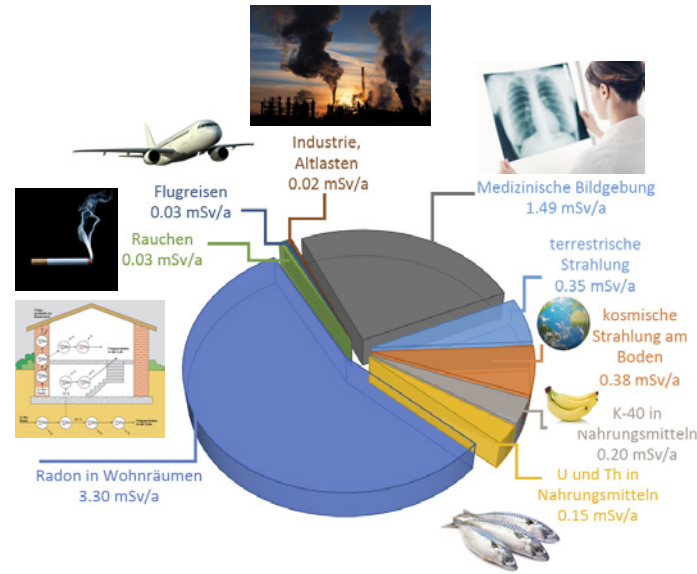 Industrie,
Altlasten
0.02 mSv/a
Flugreisen
0.03 mSv/a
Rauchen
0.03 mSv/a
Medizinische Bildgebung
1.49 mSv/a
terrestrische
Strahlung
0.35 mSv/a
kosmische
Strahlung am
Boden
0.38 mSv/a
K-40 in
Nahrungsmitteln
0.20 mSv/a
U und Th in
Nahrungsmitteln
0.15 mSv/a
Radon in Wohnräumen
3.30 mSv/a